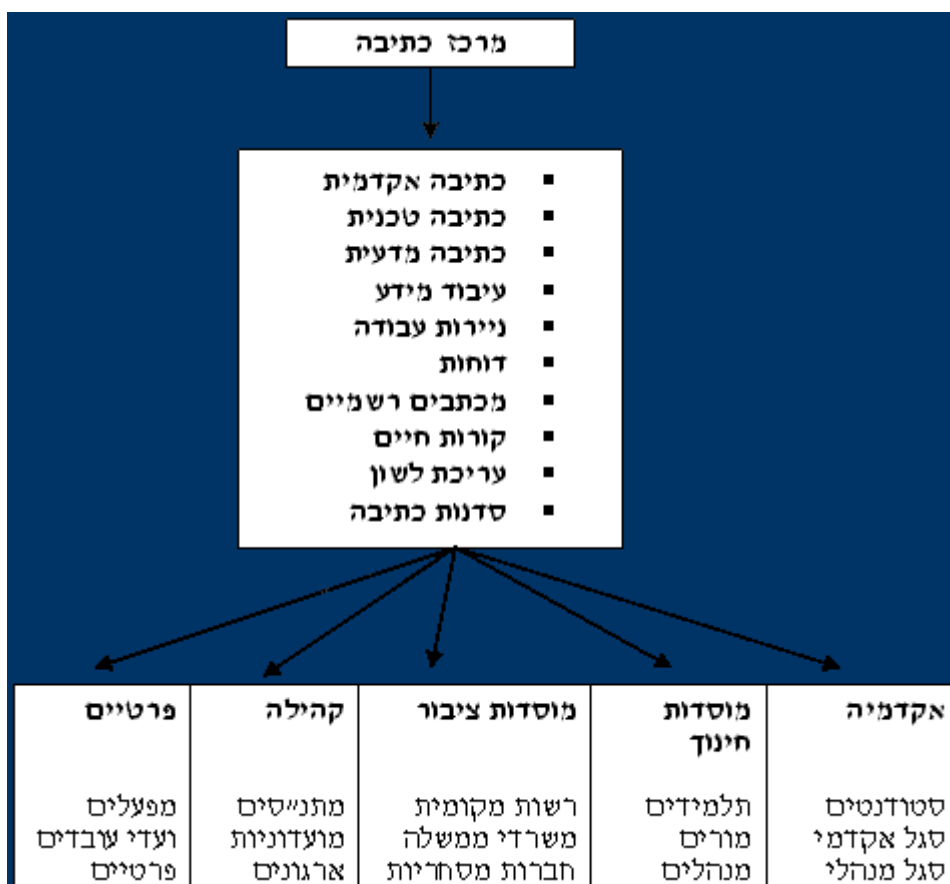 מרכז כתיבה
▪ כתיבה אקדמית
▪ כתיבה טכנית
▪ כתיבה מדעית
▪ עיבוד מידע
▪ ניירות עבודה
▪ דוחות
▪ מכתבים רשמיים
▪ קורות חיים
▪ עריכת לשון
▪ סדנות כתיבה
אקדמיה
סטודנטים
סגל אקדמי
סגל מנהלי
מוסדות
חינוך
תלמידים
מורים
מנהלים
מוסדות ציבור
רשות מקומית
משרדי ממשלה
חברות מסחריות
קהילה
מתנ״סים
מועדוניות
ארגונים
פרטיים
מפעלים
ועדי עובדים
פרטיים